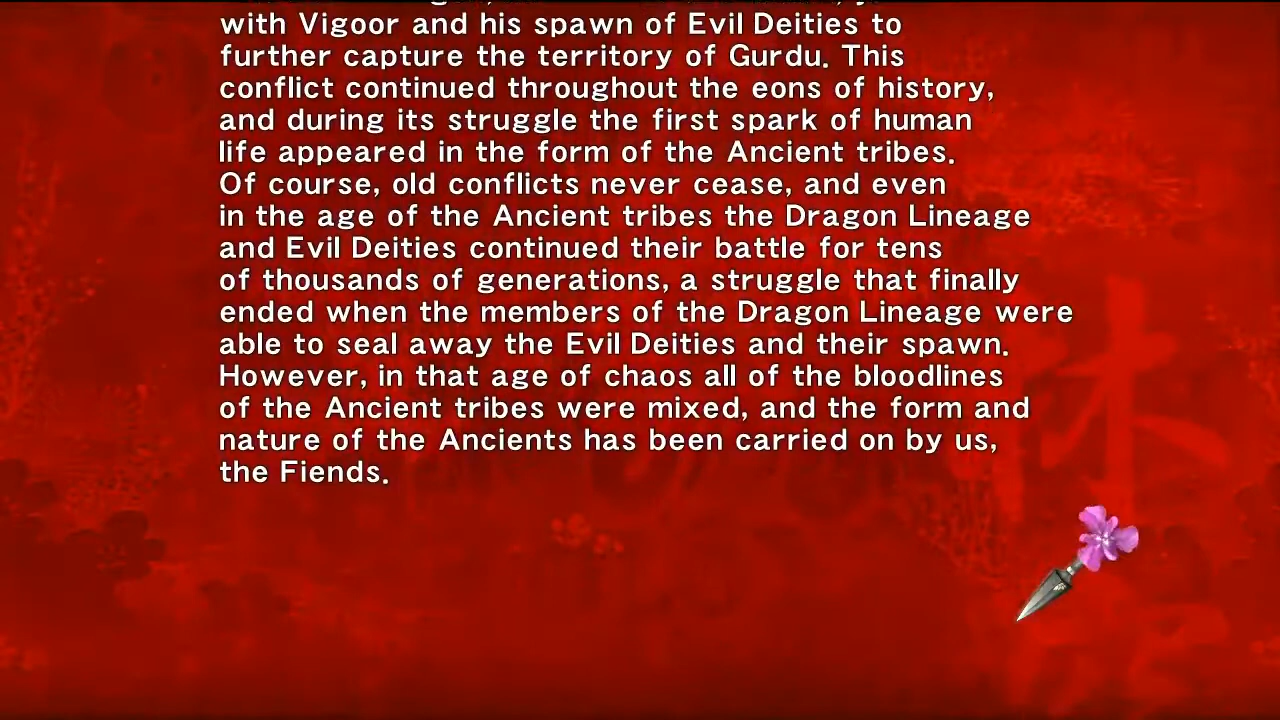 with Vigoor and his spawn of Evil Deities to
further capture the territory of Gurdu. This
conflict continued throughout the eons of history,
and during its struggle the first spark of human
life appeared in the form of the Ancient tribes.
Of course, old conflicts never cease, and even
in the age of the Ancient tribes the Dragon Lineage
and Evil Deities continued their battle for tens
of thousands of generations, a struggle that finally
ended when the members of the Dragon Lineage were
able to seal away the Evil Deities and their spawn.
However, in that age of chaos all of the bloodlines
of the Ancient tribes were mixed, and the form and
nature of the Ancients has been carried on by us,
the Fiends.